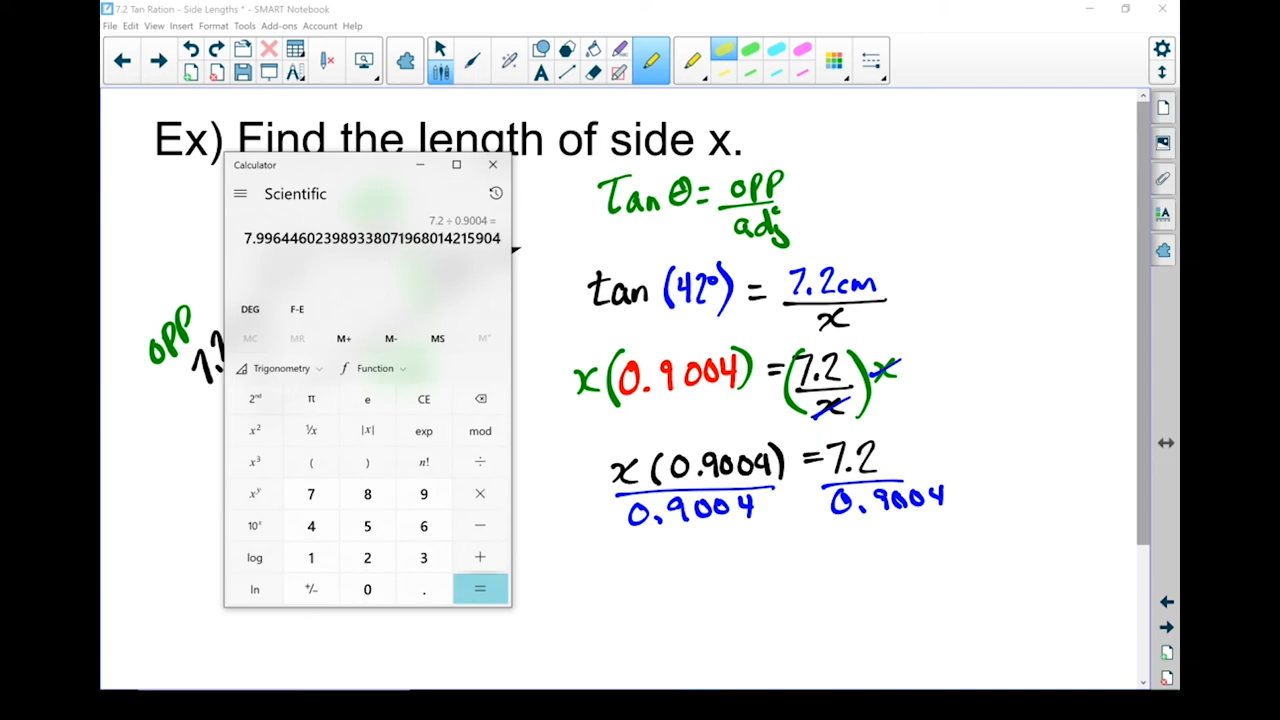 7.2 Tan Ration - Side Lengths * - SMART Notebook
File Edit View Insert Format Tools Add-ons Account Help
Ex) Find the length of side x.
Calculator
Scientific
7.2 ÷ 0.9004 =
7.996446023989338071968014215904
DEG F-E
MC MR M+ M- MS M˅
Trigonometry Function
2ⁿᵈ π e CE
x² ¹/x |x| exp mod
x³ ( ) n! ÷
xʸ 7 8 9 ×
10ˣ 4 5 6 −
log 1 2 3 +
ln +/− 0 . =
opp
7.2
Tan θ = opp/adj
tan (42°) = 7.2cm/x
x(0.9004) = (7.2/x)x
x(0.9004) = 7.2
0.9004 0.9004